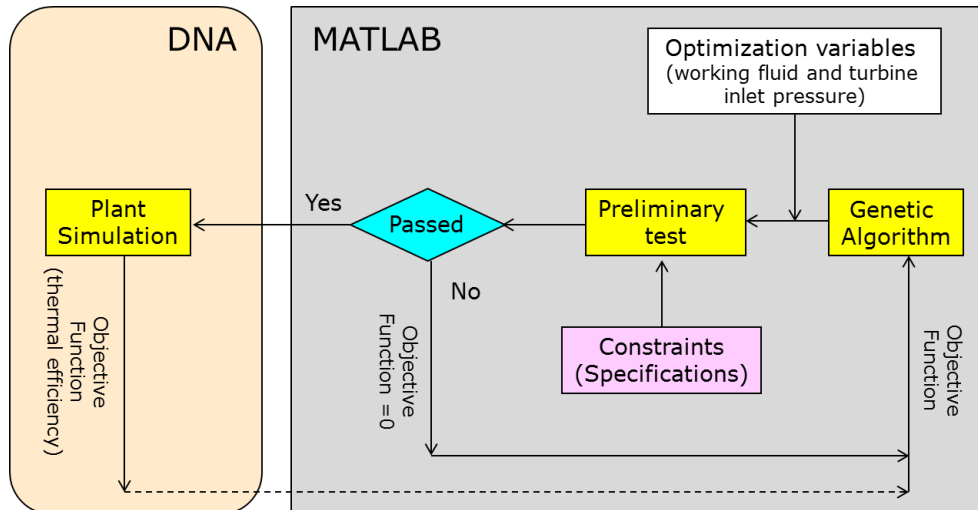 DNA
MATLAB
Optimization variables
(working fluid and turbine
inlet pressure)
Plant
Simulation
Yes
Passed
Preliminary
test
Genetic
Algorithm
No
Constraints
(Specifications)
Objective
Function
(thermal efficiency)
Objective
Function =0
Objective
Function